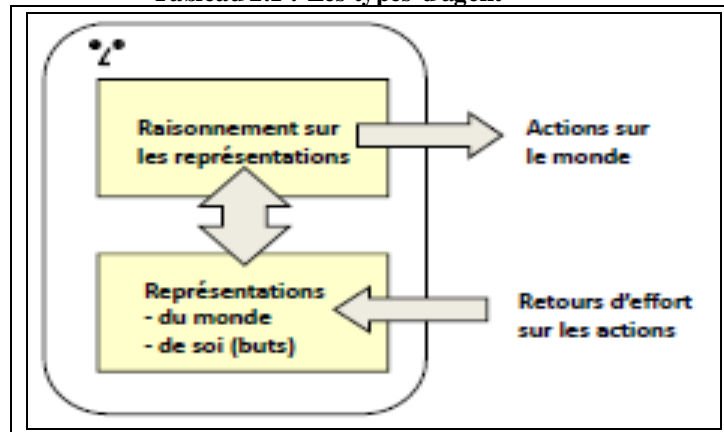 Tableau 2.1 : Les types d'agent
Raisonnement sur
les représentations
Actions sur
le monde
Représentations
- du monde
- de soi (buts)
Retours d'effort
sur les actions